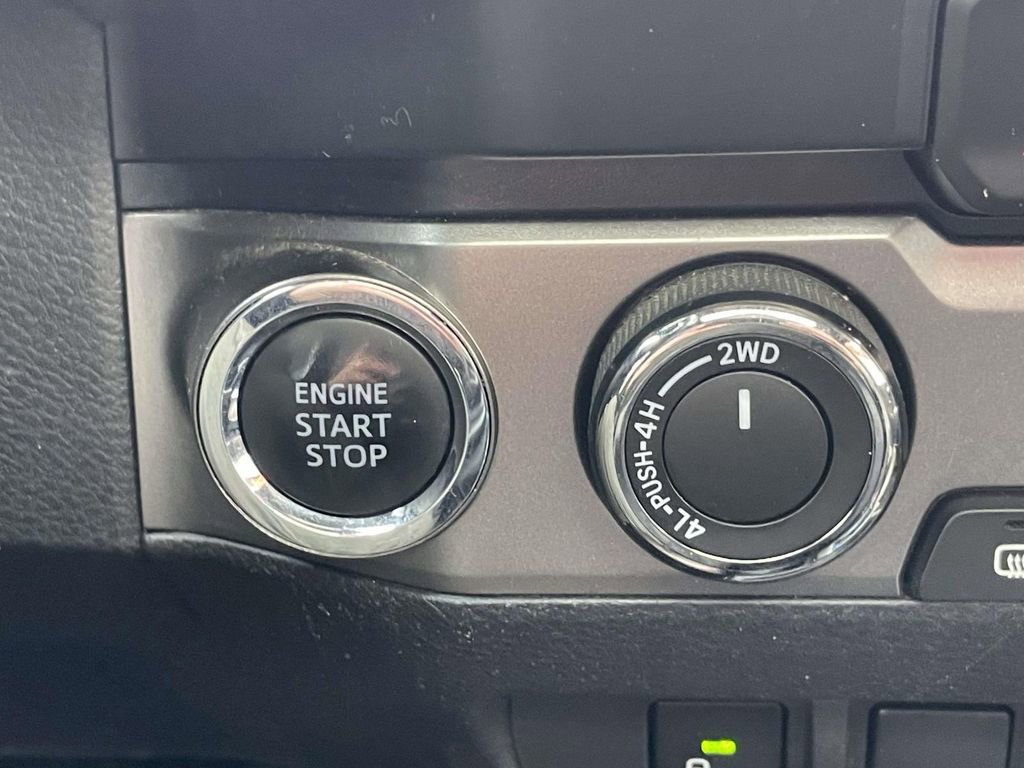 ENGINE
START
STOP
2WD
4L-PUSH-4H